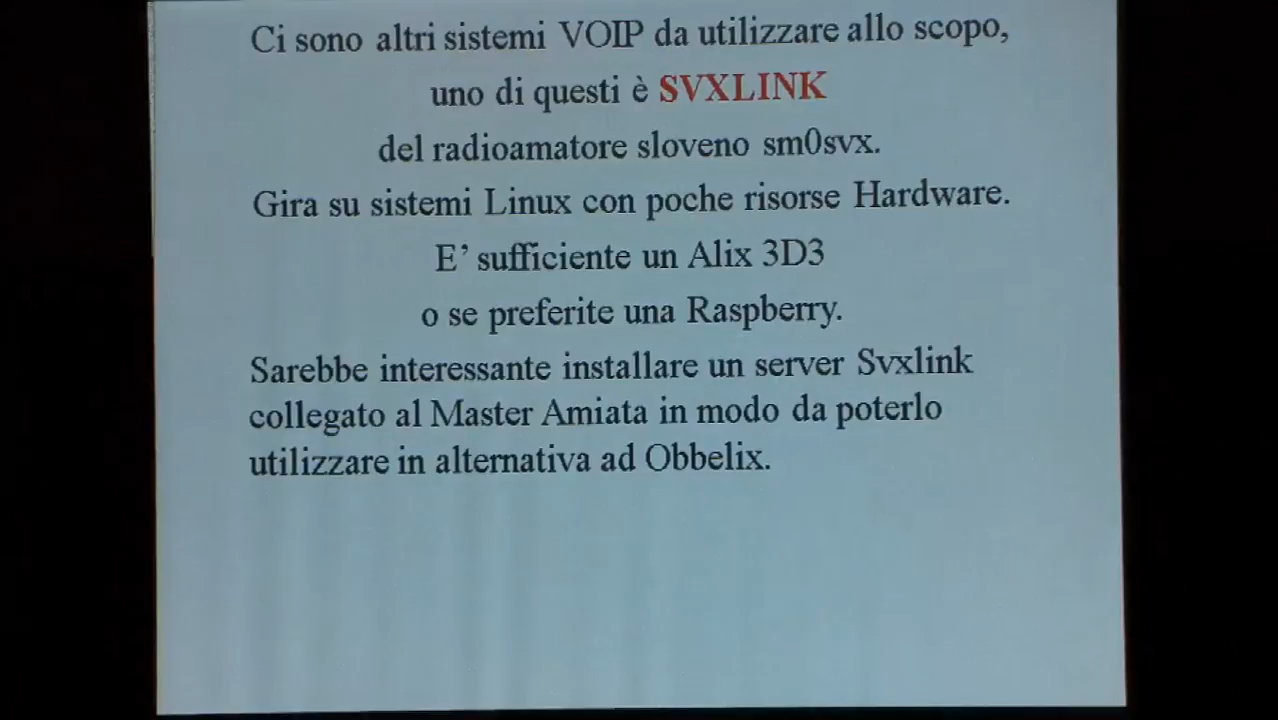 Ci sono altri sistemi VOIP da utilizzare allo scopo,
uno di questi è SVXLINK
del radioamatore sloveno sm0svx.
Gira su sistemi Linux con poche risorse Hardware.
E’ sufficiente un Alix 3D3
o se preferite una Raspberry.
Sarebbe interessante installare un server Svxlink
collegato al Master Amiata in modo da poterlo
utilizzare in alternativa ad Obbelix.